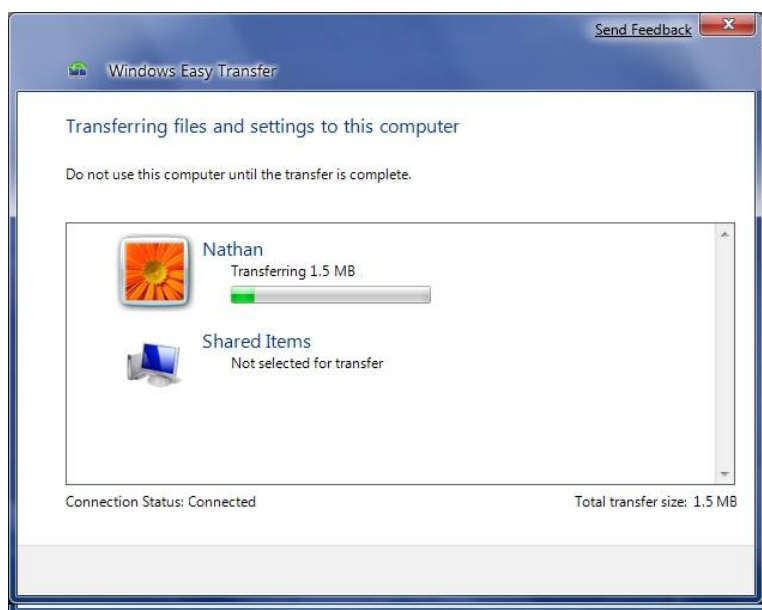 Send Feedback
Windows Easy Transfer
Transferring files and settings to this computer
Do not use this computer until the transfer is complete.
Nathan
Transferring 1.5 MB
Shared Items
Not selected for transfer
Connection Status: Connected
Total transfer size: 1.5 MB